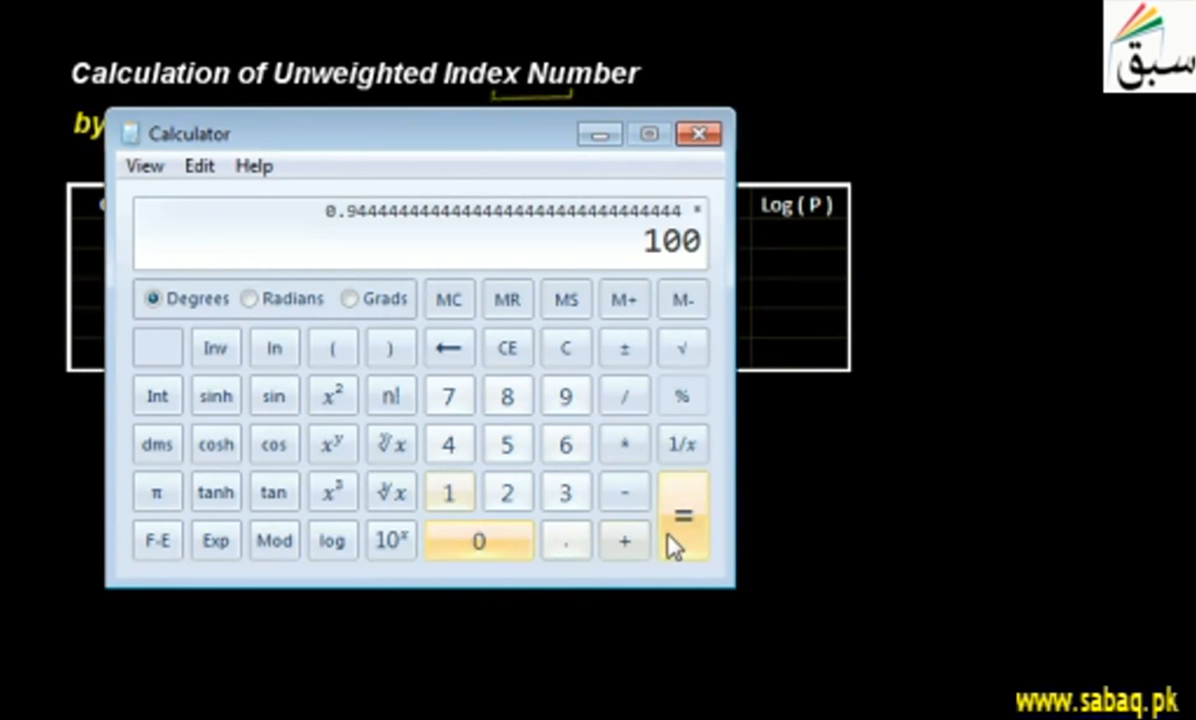 سبق
Calculation of Unweighted Index Number
by
Calculator
View Edit Help
0.94444444444444444444444444444444 *
100
Log ( P )
Degrees Radians Grads MC MR MS M+ M-
Inv ln ( ) ← CE C ± √
Int sinh sin x² n! 7 8 9 / %
dms cosh cos xʸ ʸ√x 4 5 6 * 1/x
π tanh tan x³ ³√x 1 2 3 - =
F-E Exp Mod log 10ˣ 0 . +
www.sabaq.pk